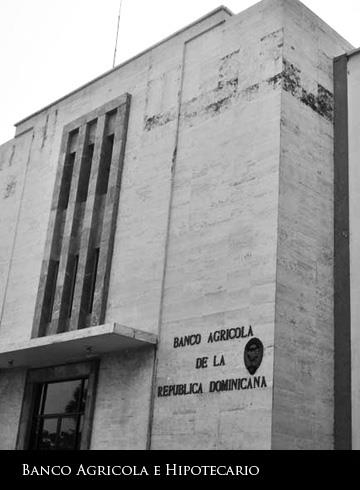 BANCO AGRICOLA
DE LA
REPUBLICA DOMINICANA
BANCO AGRICOLA E HIPOTECARIO